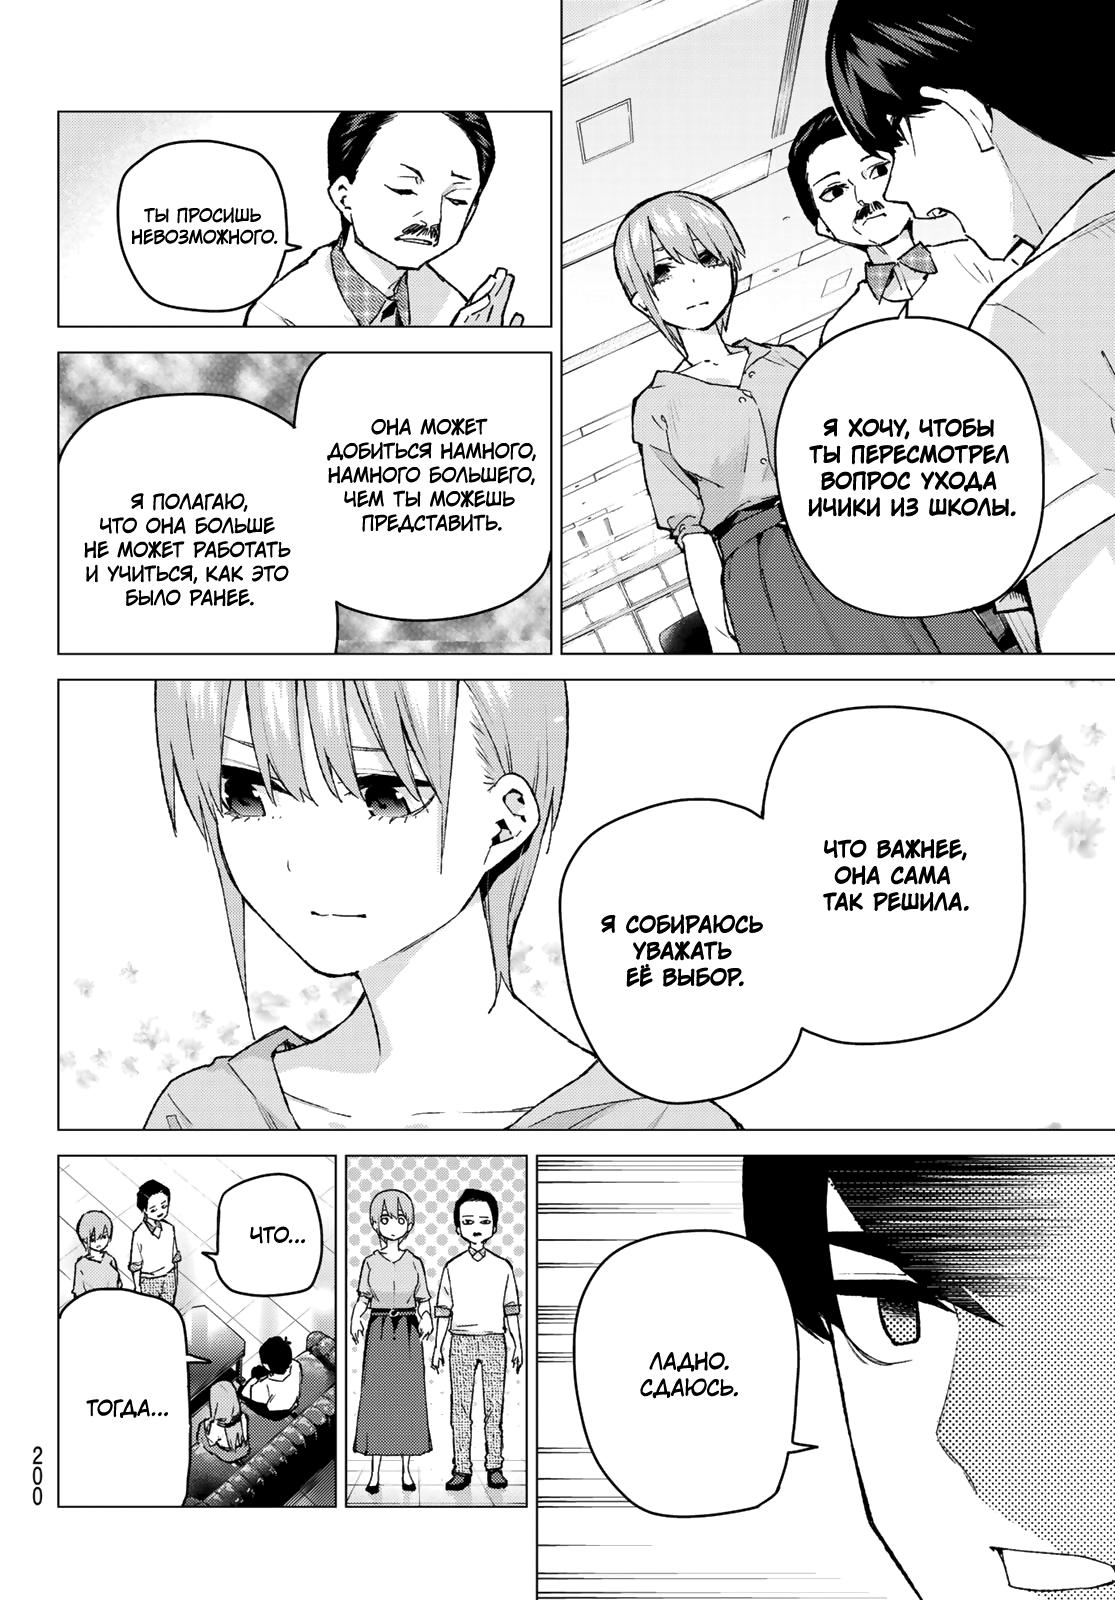 Я ХОЧУ, ЧТОБЫ
ТЫ ПЕРЕСМОТРЕЛ
ВОПРОС УХОДА
ИЧИКИ ИЗ ШКОЛЫ.
ТЫ ПРОСИШЬ
НЕВОЗМОЖНОГО.
ОНА МОЖЕТ
ДОБИТЬСЯ НАМНОГО,
НАМНОГО БОЛЬШЕГО,
ЧЕМ ТЫ МОЖЕШЬ
ПРЕДСТАВИТЬ.
Я ПОЛАГАЮ,
ЧТО ОНА БОЛЬШЕ
НЕ МОЖЕТ РАБОТАТЬ
И УЧИТЬСЯ, КАК ЭТО
БЫЛО РАНЕЕ.
ЧТО ВАЖНЕЕ,
ОНА САМА
ТАК РЕШИЛА.
Я СОБИРАЮСЬ
УВАЖАТЬ
ЕЁ ВЫБОР.
ЛАДНО.
СДАЮСЬ.
ЧТО...
ТОГДА...
200